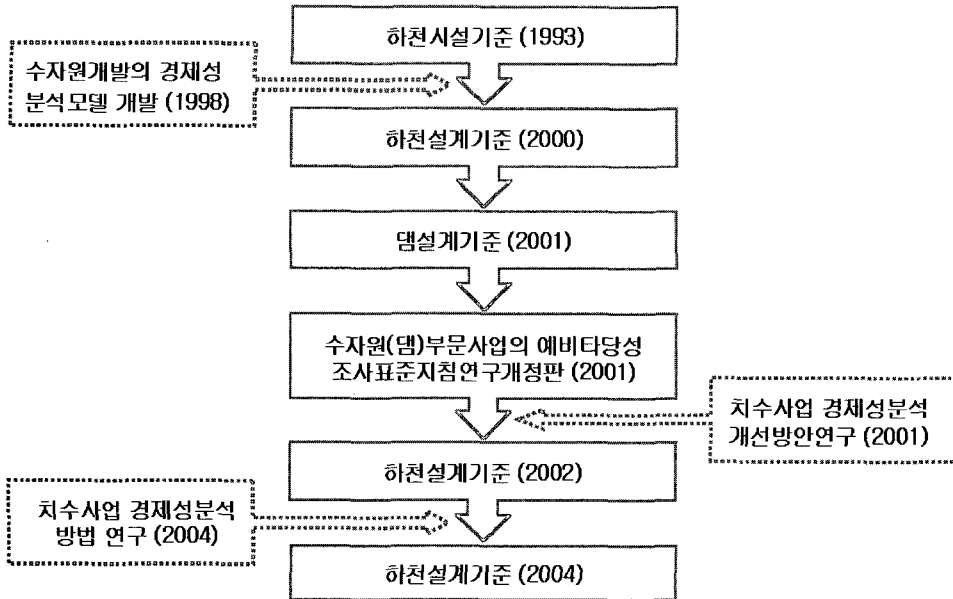 하천시설기준 (1993)
수자원개발의 경제성
분석모델 개발 (1998)
하천설계기준 (2000)
댐설계기준 (2001)
수자원(댐)부문사업의 예비타당성
조사표준지침연구개정판 (2001)
치수사업 경제성분석
개선방안연구 (2001)
하천설계기준 (2002)
치수사업 경제성분석
방법 연구 (2004)
하천설계기준 (2004)